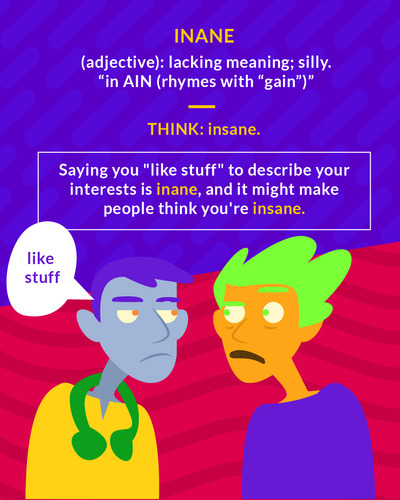 INANE
(adjective): lacking meaning; silly.
“in AIN (rhymes with “gain”)”
THINK: insane.
Saying you "like stuff" to describe your
interests is inane, and it might make
people think you're insane.
like
stuff